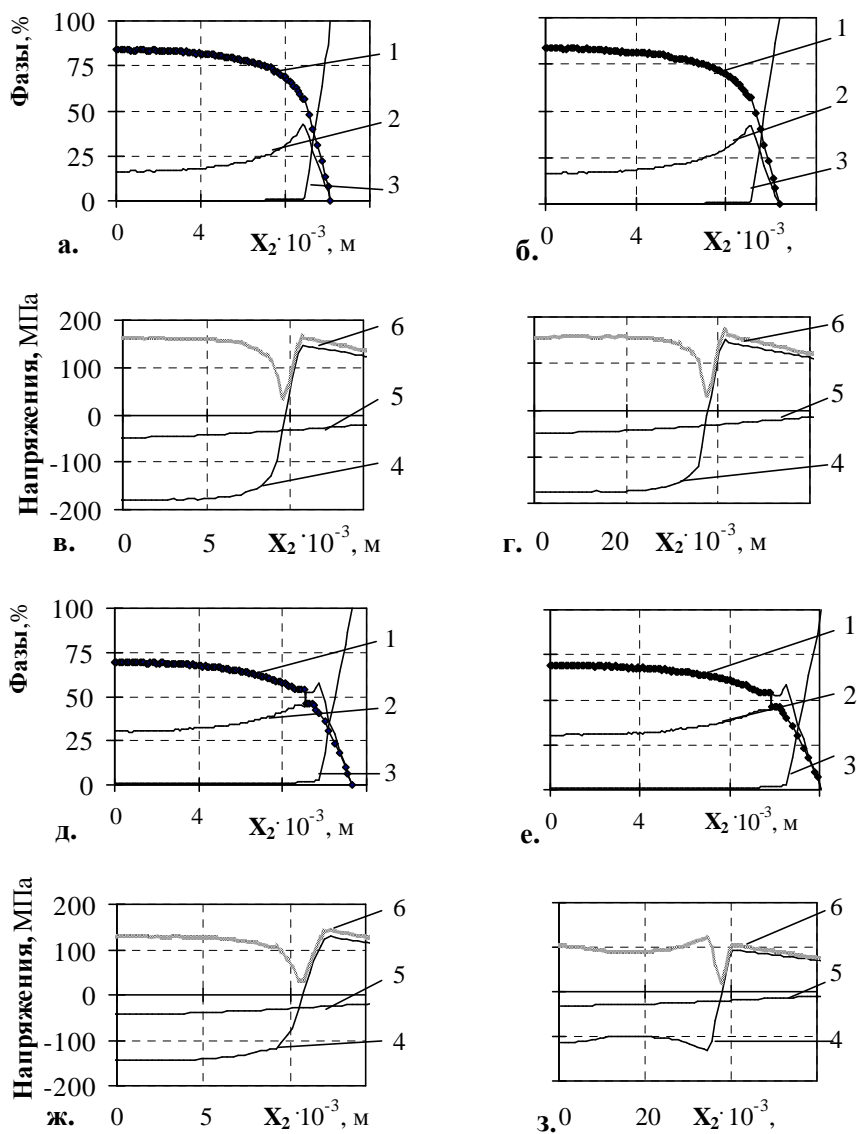 Фазы,%
100
75
50
25
0
1
2
3
0 4 X₂·10⁻³, м
а.
1
2
3
0 4 X₂·10⁻³,
б.
Напряжения, МПа
200
100
0
-100
-200
6
5
4
0 5 X₂·10⁻³, м
в.
6
5
4
0 20 X₂·10⁻³, м
г.
Фазы,%
100
75
50
25
0
1
2
3
0 4 X₂·10⁻³, м
д.
1
2
3
0 4 X₂·10⁻³, м
е.
Напряжения, МПа
200
100
0
-100
-200
6
5
4
0 5 X₂·10⁻³, м
ж.
6
5
4
0 20 X₂·10⁻³,
з.